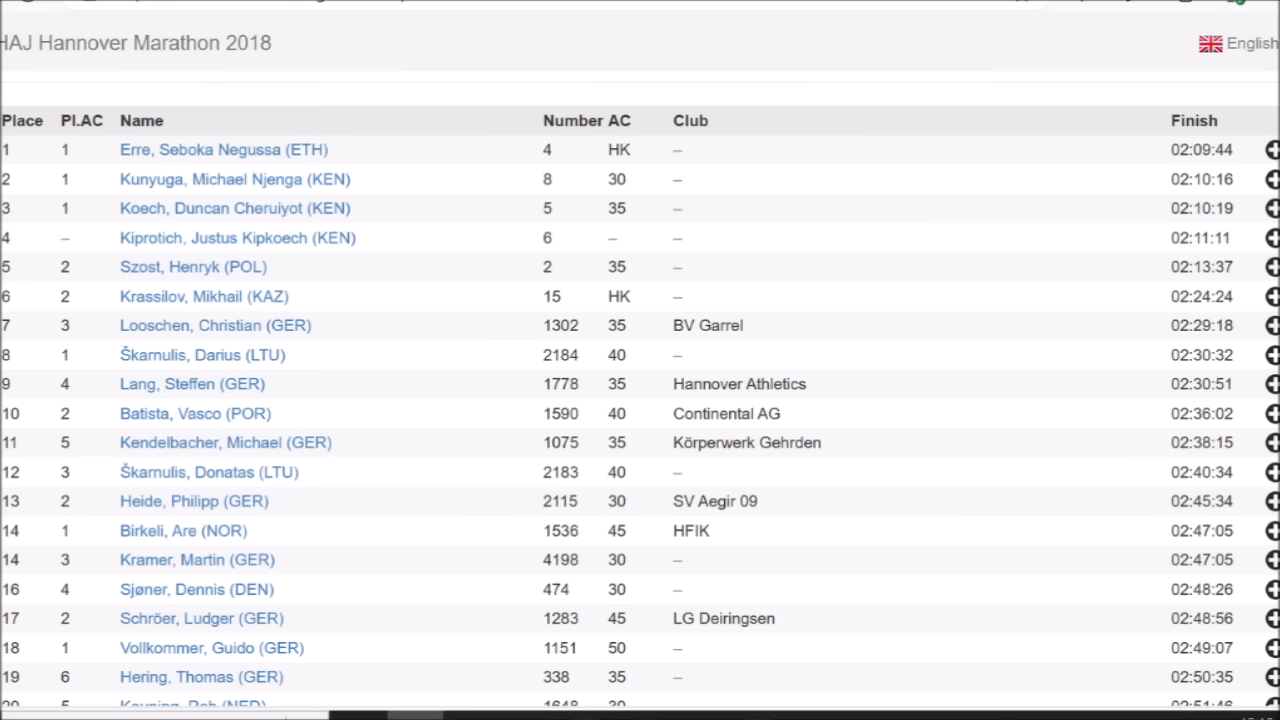 HAJ Hannover Marathon 2018 English
Place Pl.AC Name Number AC Club Finish
1 1 Erre, Seboka Negussa (ETH) 4 HK – 02:09:44
2 1 Kunyuga, Michael Njenga (KEN) 8 30 – 02:10:16
3 1 Koech, Duncan Cheruiyot (KEN) 5 35 – 02:10:19
4 – Kiprotich, Justus Kipkoech (KEN) 6 – – 02:11:11
5 2 Szost, Henryk (POL) 2 35 – 02:13:37
6 2 Krassilov, Mikhail (KAZ) 15 HK – 02:24:24
7 3 Looschen, Christian (GER) 1302 35 BV Garrel 02:29:18
8 1 Škarnulis, Darius (LTU) 2184 40 – 02:30:32
9 4 Lang, Steffen (GER) 1778 35 Hannover Athletics 02:30:51
10 2 Batista, Vasco (POR) 1590 40 Continental AG 02:36:02
11 5 Kendelbacher, Michael (GER) 1075 35 Körperwerk Gehrden 02:38:15
12 3 Škarnulis, Donatas (LTU) 2183 40 – 02:40:34
13 2 Heide, Philipp (GER) 2115 30 SV Aegir 09 02:45:34
14 1 Birkeli, Are (NOR) 1536 45 HFIK 02:47:05
14 3 Kramer, Martin (GER) 4198 30 – 02:47:05
16 4 Sjøner, Dennis (DEN) 474 30 – 02:48:26
17 2 Schröer, Ludger (GER) 1283 45 LG Deiringsen 02:48:56
18 1 Vollkommer, Guido (GER) 1151 50 – 02:49:07
19 6 Hering, Thomas (GER) 338 35 – 02:50:35